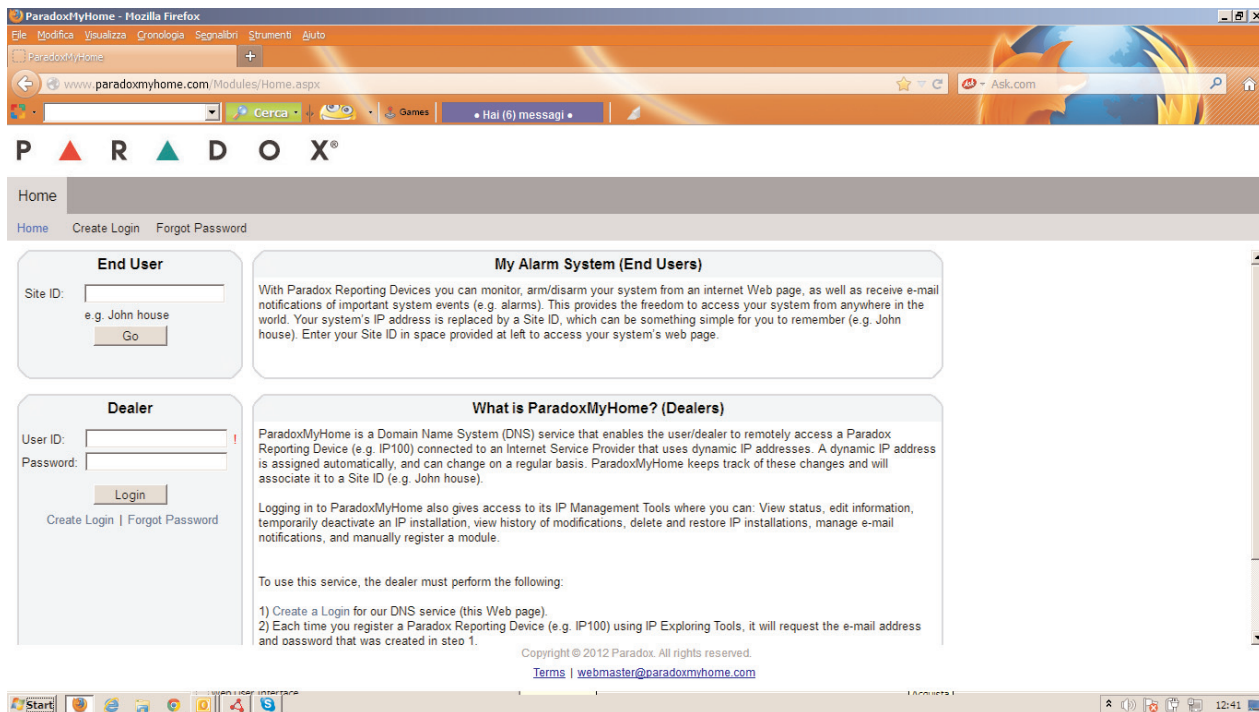 ParadoxMyHome - Mozilla Firefox
File Modifica Visualizza Cronologia Segnalibri Strumenti Aiuto
ParadoxMyHome
www.paradoxmyhome.com/Modules/Home.aspx
Ask.com
Cerca Games • Hai (6) messagi •
PARADOX®
Home
Home Create Login Forgot Password
End User
Site ID:
e.g. John house
Go
My Alarm System (End Users)
With Paradox Reporting Devices you can monitor, arm/disarm your system from an internet Web page, as well as receive e-mail
notifications of important system events (e.g. alarms). This provides the freedom to access your system from anywhere in the
world. Your system's IP address is replaced by a Site ID, which can be something simple for you to remember (e.g. John
house). Enter your Site ID in space provided at left to access your system's web page.
Dealer
User ID: !
Password:
Login
Create Login | Forgot Password
What is ParadoxMyHome? (Dealers)
ParadoxMyHome is a Domain Name System (DNS) service that enables the user/dealer to remotely access a Paradox
Reporting Device (e.g. IP100) connected to an Internet Service Provider that uses dynamic IP addresses. A dynamic IP address
is assigned automatically, and can change on a regular basis. ParadoxMyHome keeps track of these changes and will
associate it to a Site ID (e.g. John house).
Logging in to ParadoxMyHome also gives access to its IP Management Tools where you can: View status, edit information,
temporarily deactivate an IP installation, view history of modifications, delete and restore IP installations, manage e-mail
notifications, and manually register a module.
To use this service, the dealer must perform the following:
1) Create a Login for our DNS service (this Web page).
2) Each time you register a Paradox Reporting Device (e.g. IP100) using IP Exploring Tools, it will request the e-mail address
and password that was created in step 1.
Copyright © 2012 Paradox. All rights reserved.
Terms | webmaster@paradoxmyhome.com
Web User Interface
Acquista
Start
12:41